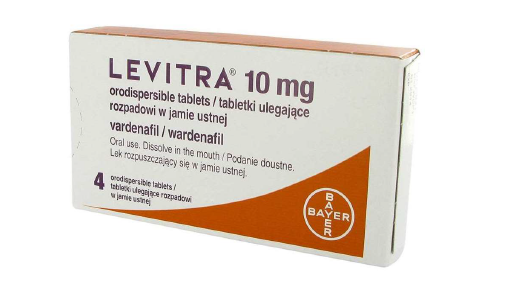 LEVITRA® 10 mg
orodispersible tablets / tabletki ulegające
rozpadowi w jamie ustnej
vardenafil / wardenafil
Oral use. Dissolve in the mouth / Podanie doustne.
Lek rozpuszczający się w jamie ustnej.
4 orodispersible tablets /
tabletki ulegające rozpadowi
w jamie ustnej
BAYER
BAYER